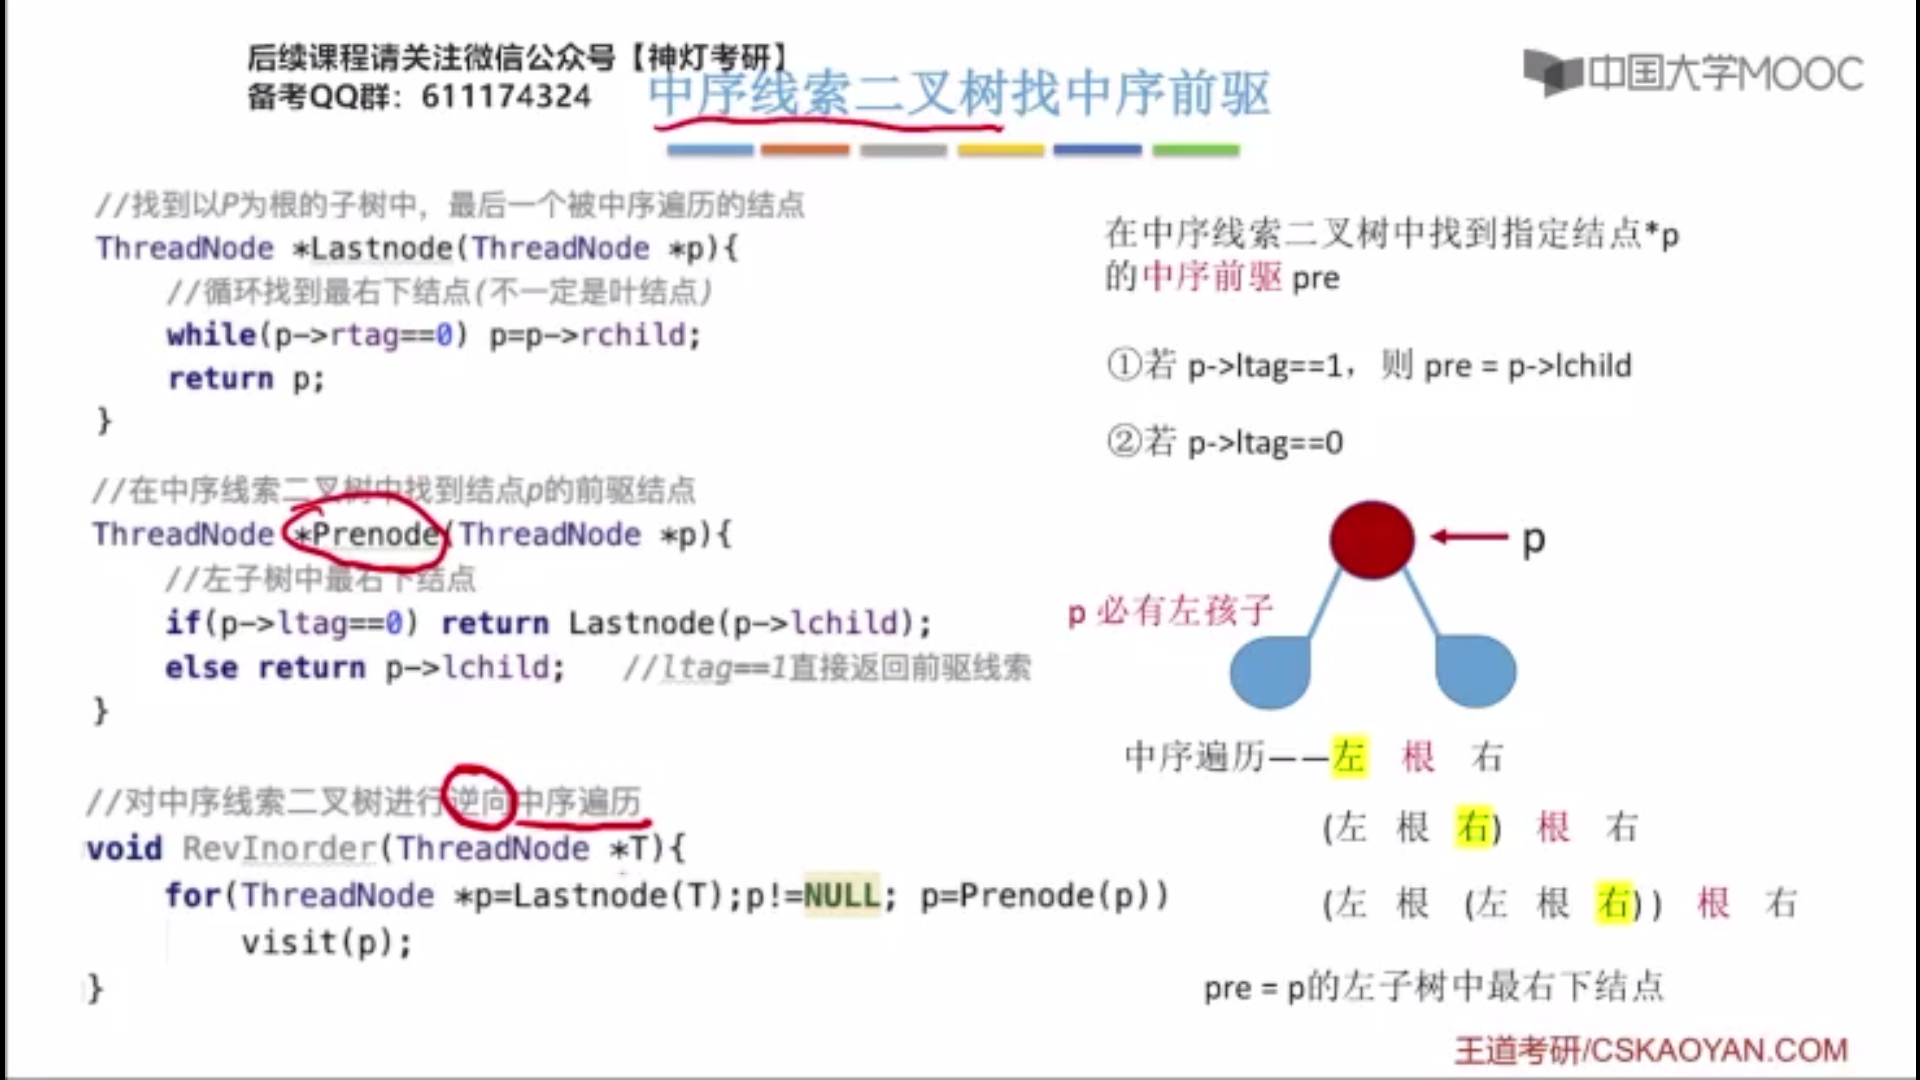 后续课程请关注微信公众号【神灯考研】
备考QQ群：611174324
中序线索二叉树找中序前驱
中国大学MOOC
//找到以P为根的子树中，最后一个被中序遍历的结点
ThreadNode *Lastnode(ThreadNode *p){
//循环找到最右下结点(不一定是叶结点)
while(p->rtag==0) p=p->rchild;
return p;
}
//在中序线索二叉树中找到结点p的前驱结点
ThreadNode *Prenode(ThreadNode *p){
//左子树中最右下结点
if(p->ltag==0) return Lastnode(p->lchild);
else return p->lchild; //ltag==1直接返回前驱线索
}
//对中序线索二叉树进行逆向中序遍历
void RevInorder(ThreadNode *T){
for(ThreadNode *p=Lastnode(T);p!=NULL; p=Prenode(p))
visit(p);
}
在中序线索二叉树中找到指定结点*p
的中序前驱 pre
①若 p->ltag==1，则 pre = p->lchild
②若 p->ltag==0
p
p 必有左孩子
中序遍历——左 根 右
(左 根 右) 根 右
(左 根 (左 根 右)) 根 右
pre = p的左子树中最右下结点
王道考研/CSKAOYAN.COM